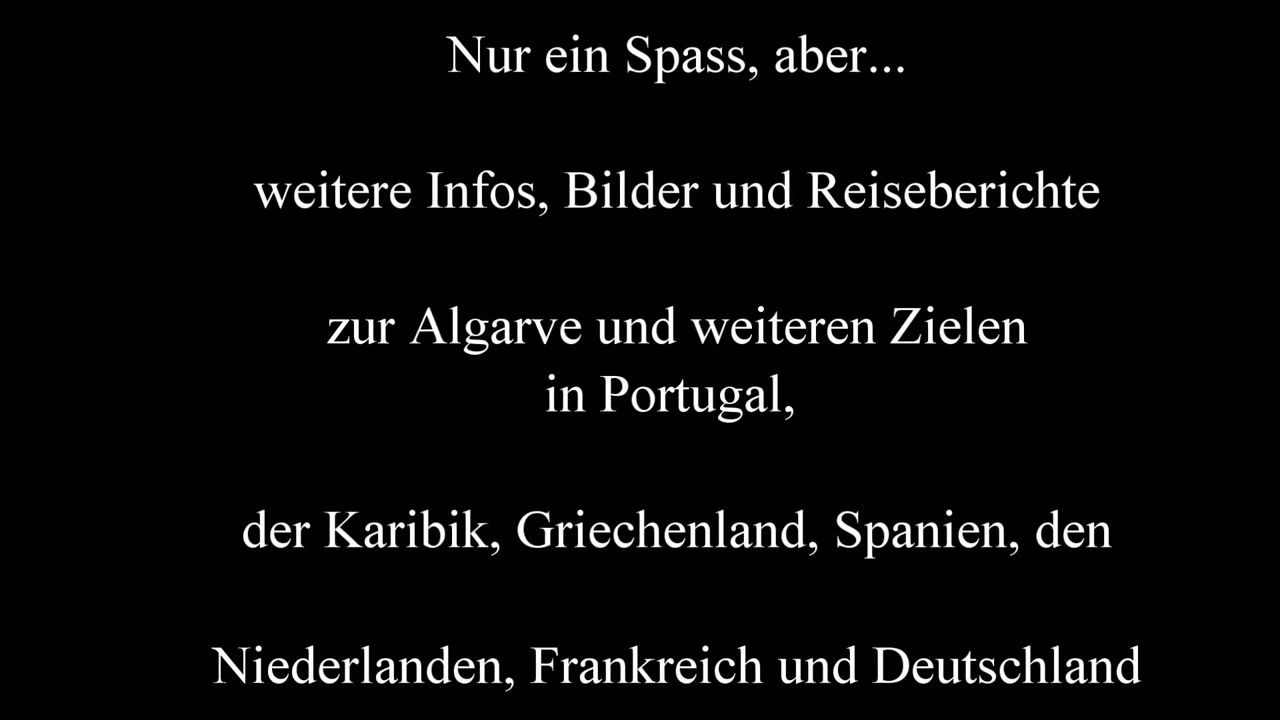 Nur ein Spass, aber...
weitere Infos, Bilder und Reiseberichte
zur Algarve und weiteren Zielen
in Portugal,
der Karibik, Griechenland, Spanien, den
Niederlanden, Frankreich und Deutschland